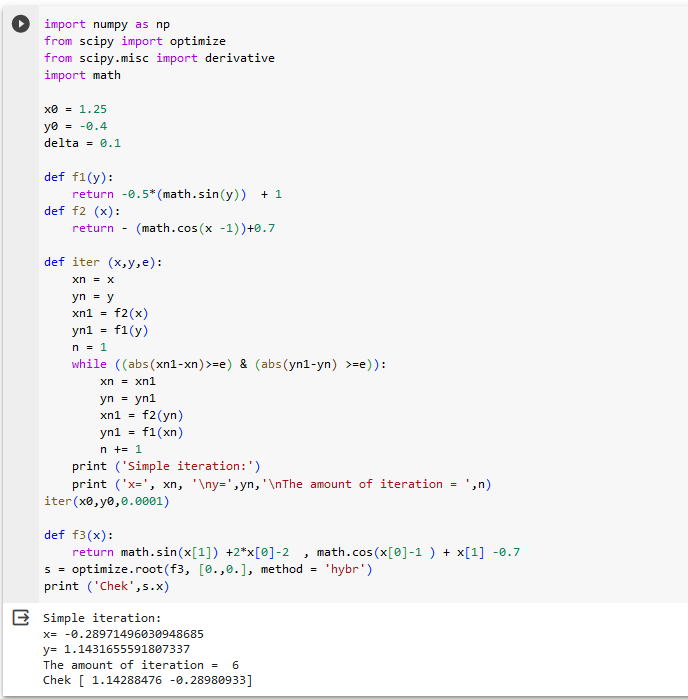 import numpy as np
from scipy import optimize
from scipy.misc import derivative
import math

x0 = 1.25
y0 = -0.4
delta = 0.1

def f1(y):
    return -0.5*(math.sin(y))  + 1
def f2 (x):
    return - (math.cos(x -1))+0.7

def iter (x,y,e):
    xn = x
    yn = y
    xn1 = f2(x)
    yn1 = f1(y)
    n = 1
    while ((abs(xn1-xn)>=e) & (abs(yn1-yn) >=e)):
        xn = xn1
        yn = yn1
        xn1 = f2(yn)
        yn1 = f1(xn)
        n += 1
    print ('Simple iteration:')
    print ('x=', xn, '\ny=',yn,'\nThe amount of iteration = ',n)
iter(x0,y0,0.0001)

def f3(x):
    return math.sin(x[1]) +2*x[0]-2  , math.cos(x[0]-1 ) + x[1] -0.7
s = optimize.root(f3, [0.,0.], method = 'hybr')
print ('Chek',s.x)
Simple iteration:
x= -0.28971496030948685
y= 1.1431655591807337
The amount of iteration =  6
Chek [ 1.14288476 -0.28980933]